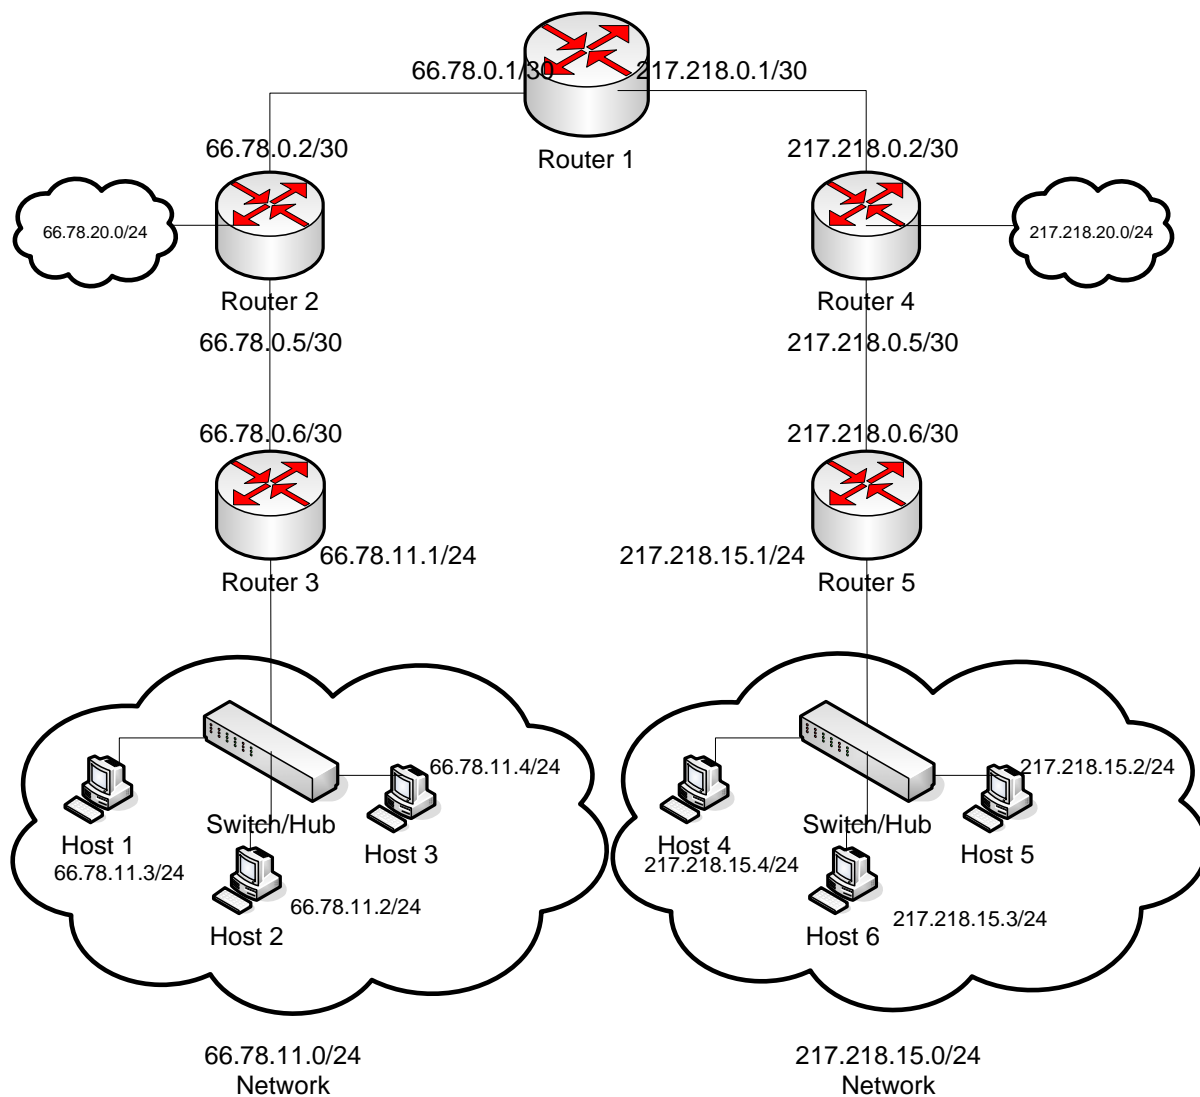 66.78.0.1/30
217.218.0.1/30
Router 1
66.78.0.2/30
217.218.0.2/30
66.78.20.0/24
217.218.20.0/24
Router 2
Router 4
66.78.0.5/30
217.218.0.5/30
66.78.0.6/30
217.218.0.6/30
66.78.11.1/24
217.218.15.1/24
Router 3
Router 5
66.78.11.4/24
217.218.15.2/24
Switch/Hub
Switch/Hub
Host 1
Host 3
Host 4
Host 5
66.78.11.3/24
217.218.15.4/24
66.78.11.2/24
217.218.15.3/24
Host 2
Host 6
66.78.11.0/24
Network
217.218.15.0/24
Network